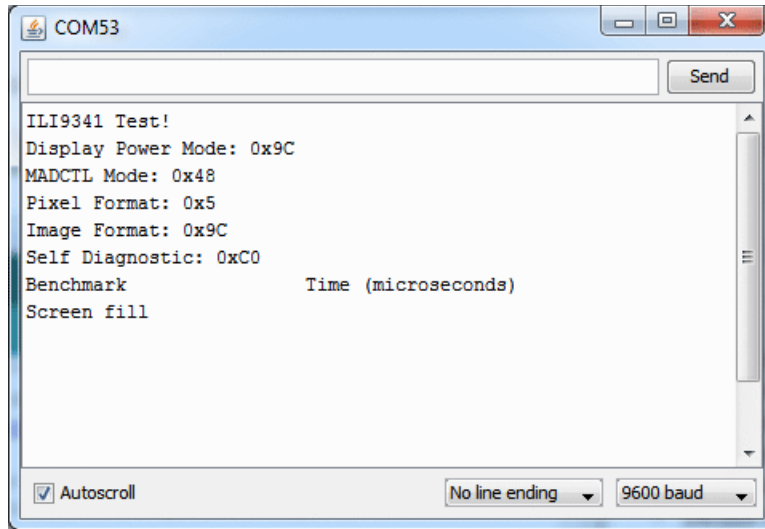 COM53
Send
ILI9341 Test!
Display Power Mode: 0x9C
MADCTL Mode: 0x48
Pixel Format: 0x5
Image Format: 0x9C
Self Diagnostic: 0xC0
Benchmark                Time (microseconds)
Screen fill
Autoscroll No line ending 9600 baud